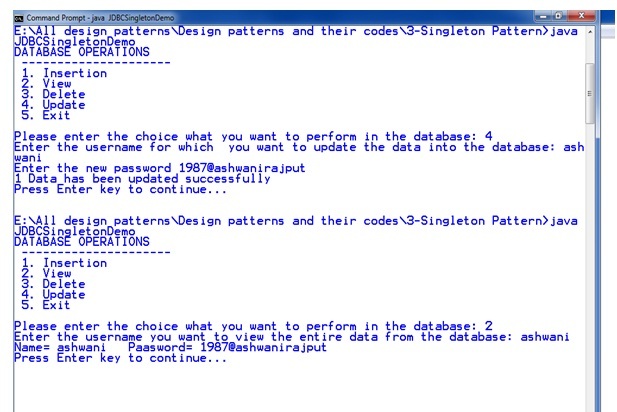 Command Prompt - java JDBCSingletonDemo
E:\All design patterns\Design patterns and their codes\3-Singleton Pattern>java
JDBCSingletonDemo
DATABASE OPERATIONS
---------------------
1. Insertion
2. View
3. Delete
4. Update
5. Exit
Please enter the choice what you want to perform in the database: 4
Enter the username for which  you want to update the data into the database: ash
wani
Enter the new password 1987@ashwanirajput
1 Data has been updated successfully
Press Enter key to continue...
E:\All design patterns\Design patterns and their codes\3-Singleton Pattern>java
JDBCSingletonDemo
DATABASE OPERATIONS
---------------------
1. Insertion
2. View
3. Delete
4. Update
5. Exit
Please enter the choice what you want to perform in the database: 2
Enter the username you want to view the entire data from the database: ashwani
Name= ashwani   Paasword= 1987@ashwanirajput
Press Enter key to continue...